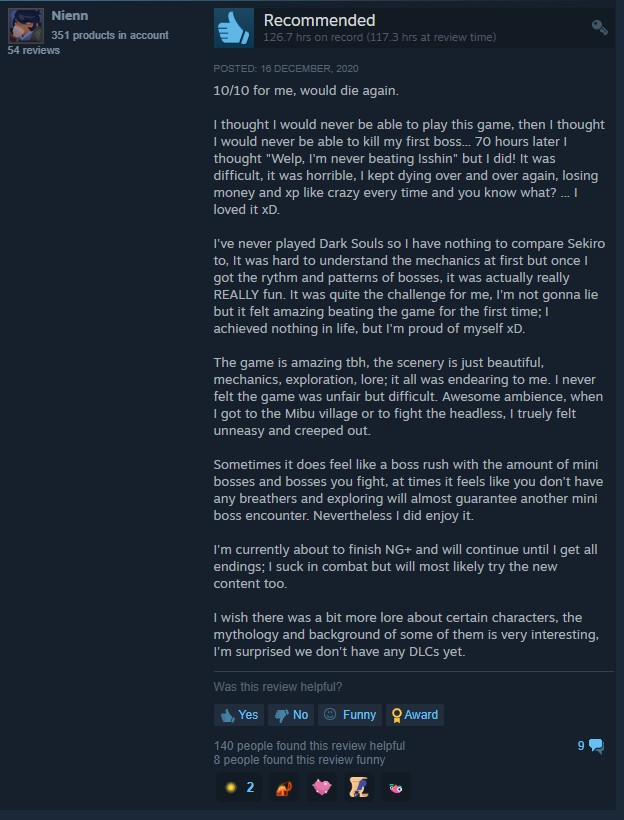 Nienn
351 products in account
54 reviews
Recommended
126.7 hrs on record (117.3 hrs at review time)
POSTED: 16 DECEMBER, 2020
10/10 for me, would die again.
I thought I would never be able to play this game, then I thought
I would never be able to kill my first boss... 70 hours later I
thought "Welp, I'm never beating Isshin" but I did! It was
difficult, it was horrible, I kept dying over and over again, losing
money and xp like crazy every time and you know what? ... I
loved it xD.
I've never played Dark Souls so I have nothing to compare Sekiro
to, It was hard to understand the mechanics at first but once I
got the rythm and patterns of bosses, it was actually really
REALLY fun. It was quite the challenge for me, I'm not gonna lie
but it felt amazing beating the game for the first time; I
achieved nothing in life, but I'm proud of myself xD.
The game is amazing tbh, the scenery is just beautiful,
mechanics, exploration, lore; it all was endearing to me. I never
felt the game was unfair but difficult. Awesome ambience, when
I got to the Mibu village or to fight the headless, I truely felt
unneasy and creeped out.
Sometimes it does feel like a boss rush with the amount of mini
bosses and bosses you fight, at times it feels like you don't have
any breathers and exploring will almost guarantee another mini
boss encounter. Nevertheless I did enjoy it.
I'm currently about to finish NG+ and will continue until I get all
endings; I suck in combat but will most likely try the new
content too.
I wish there was a bit more lore about certain characters, the
mythology and background of some of them is very interesting,
I'm surprised we don't have any DLCs yet.
Was this review helpful?
Yes No Funny Award
140 people found this review helpful 9
8 people found this review funny
2